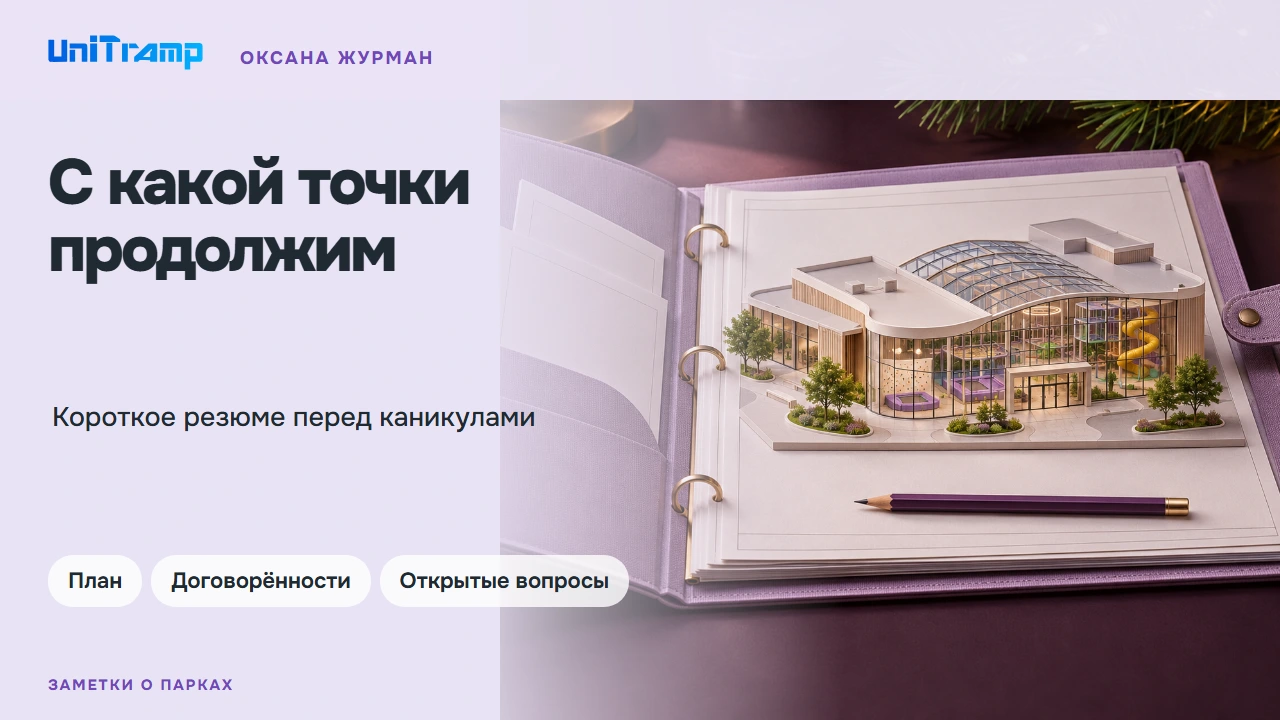 UniTramp
ОКСАНА ЖУРМАН
С какой точки
продолжим
Короткое резюме перед каникулами
План
Договорённости
Открытые вопросы
ЗАМЕТКИ О ПАРКАХ